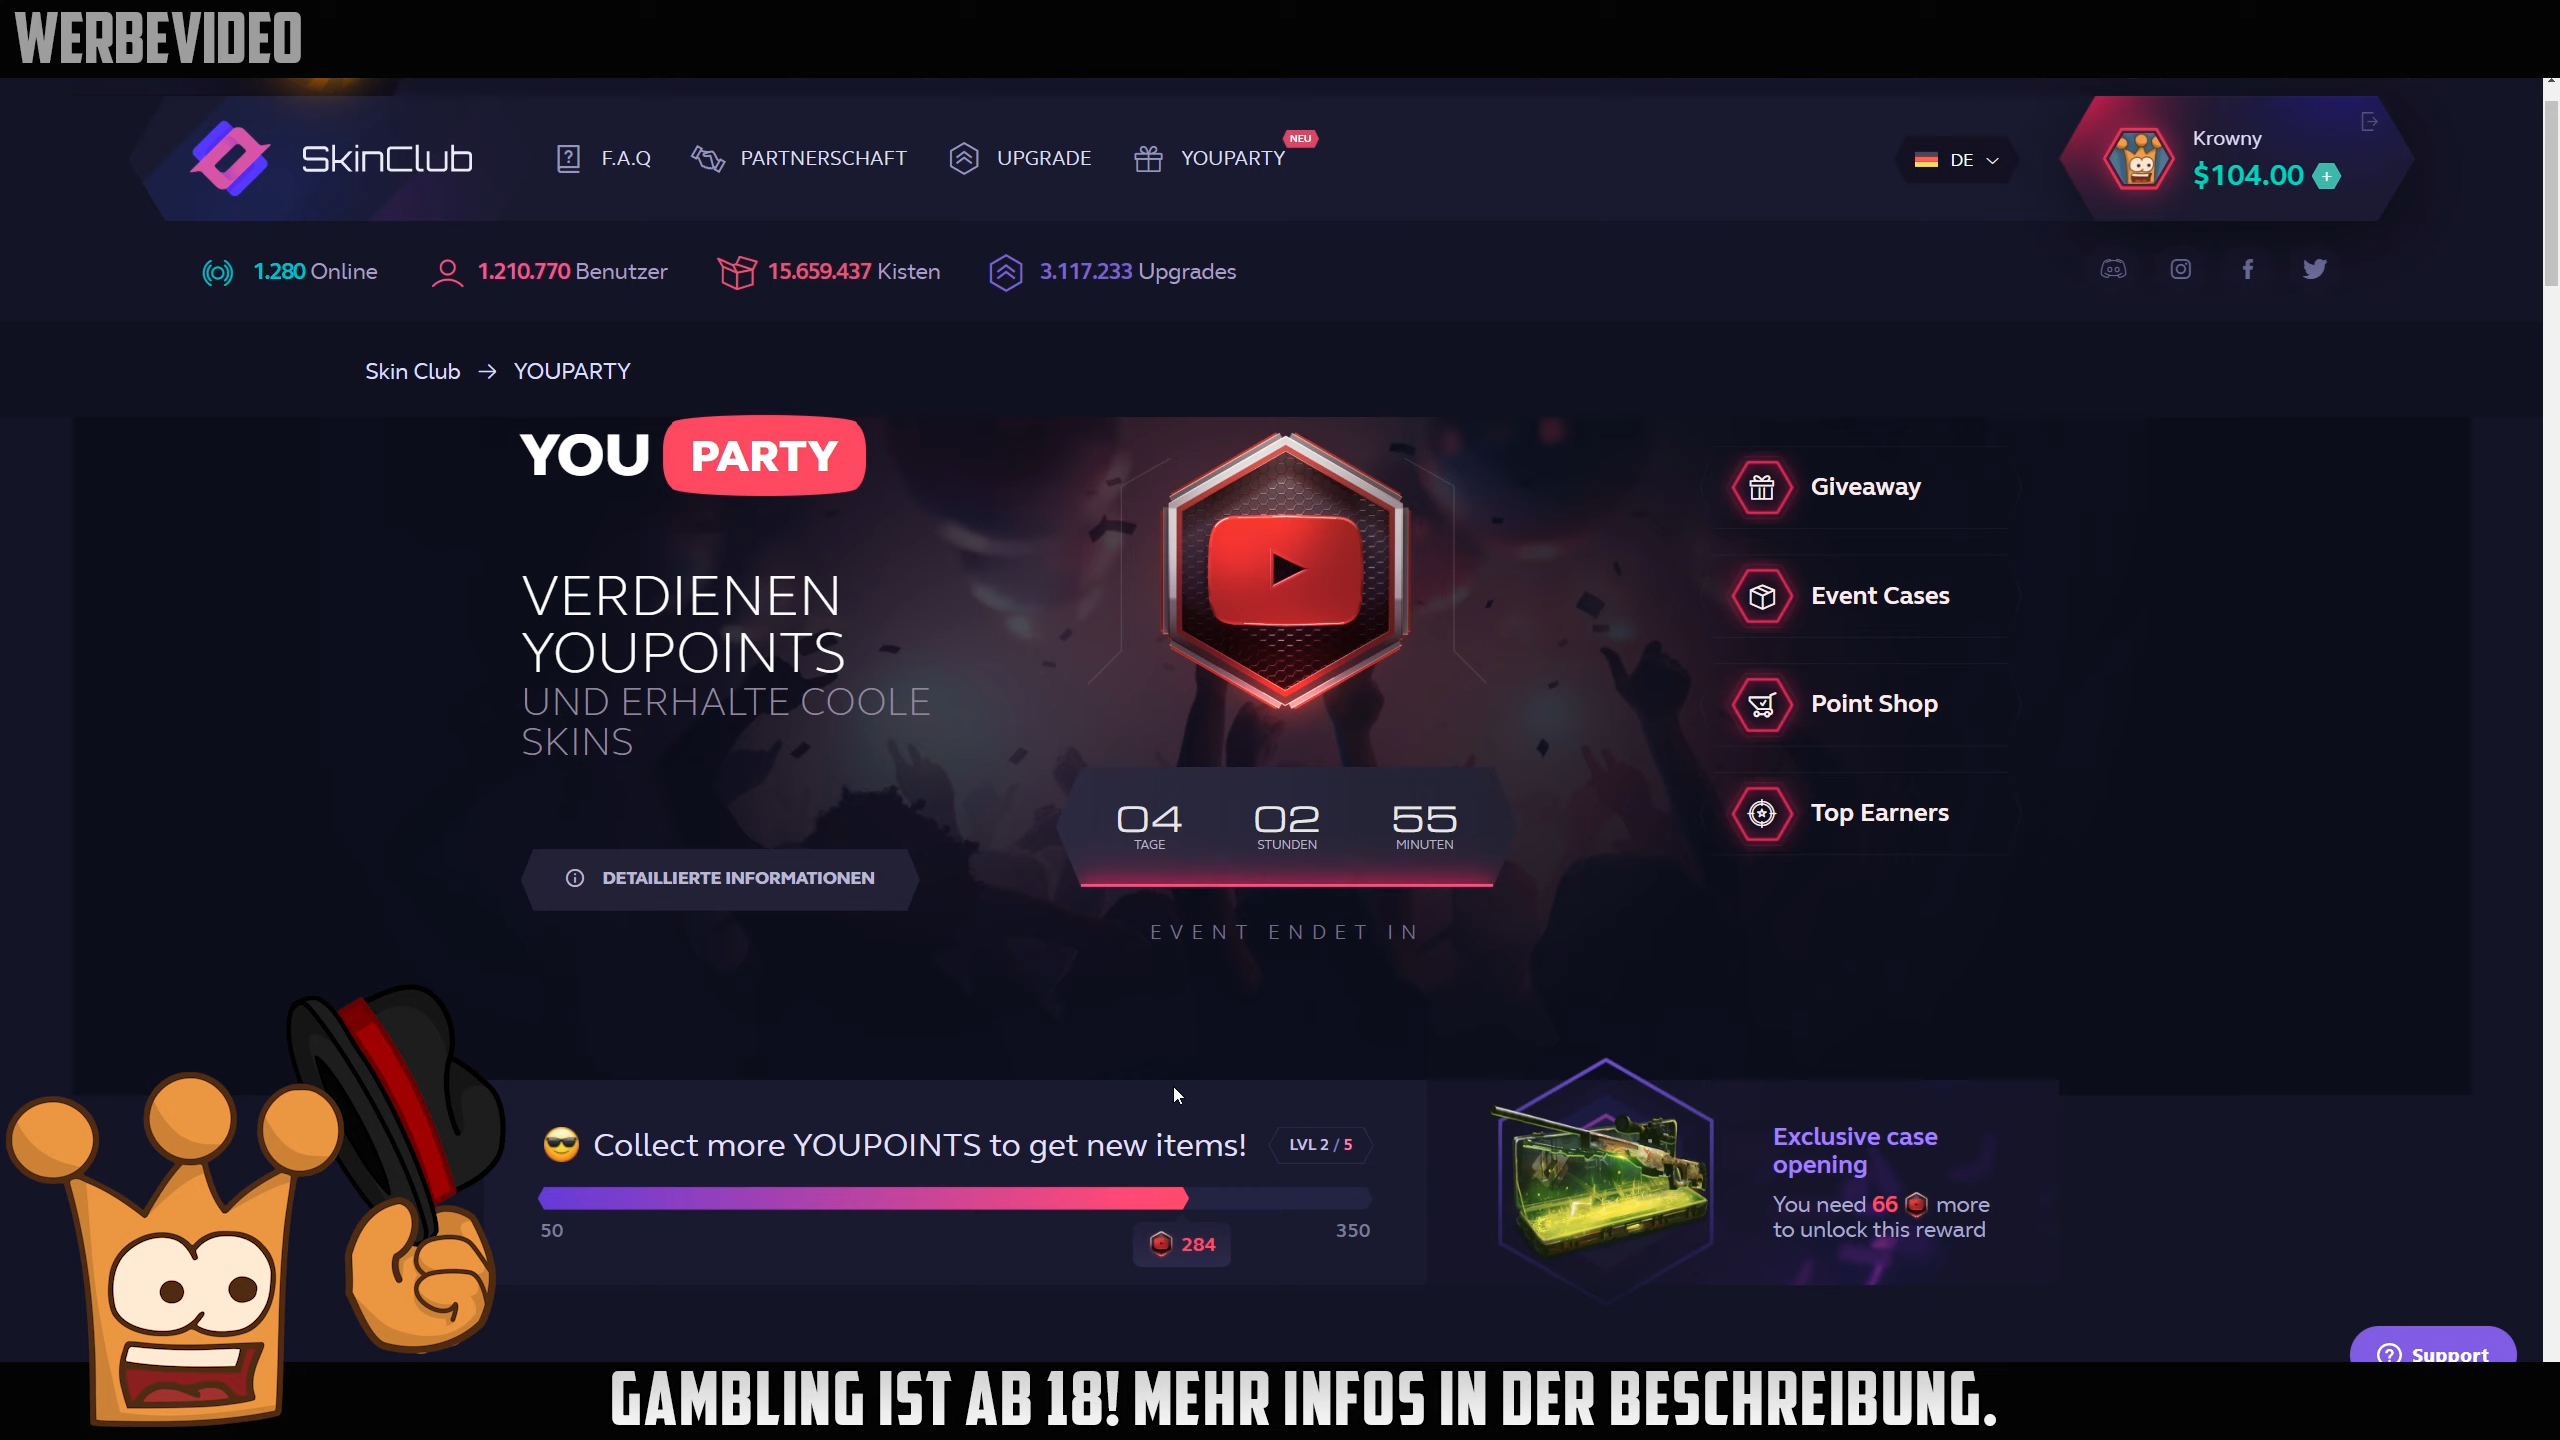 WERBEVIDEO
SkinClub
F.A.Q
PARTNERSCHAFT
UPGRADE
YOUPARTY
NEU
DE
Krowny
$104.00
1.280 Online
1.210.770 Benutzer
15.659.437 Kisten
3.117.233 Upgrades
Skin Club → YOUPARTY
YOU PARTY
VERDIENEN
YOUPOINTS
UND ERHALTE COOLE
SKINS
DETAILLIERTE INFORMATIONEN
04
TAGE
02
STUNDEN
55
MINUTEN
EVENT ENDET IN
Giveaway
Event Cases
Point Shop
Top Earners
Collect more YOUPOINTS to get new items!
LVL 2 / 5
50
284
350
Exclusive case
opening
You need 66 more
to unlock this reward
Support
GAMBLING IST AB 18! MEHR INFOS IN DER BESCHREIBUNG.